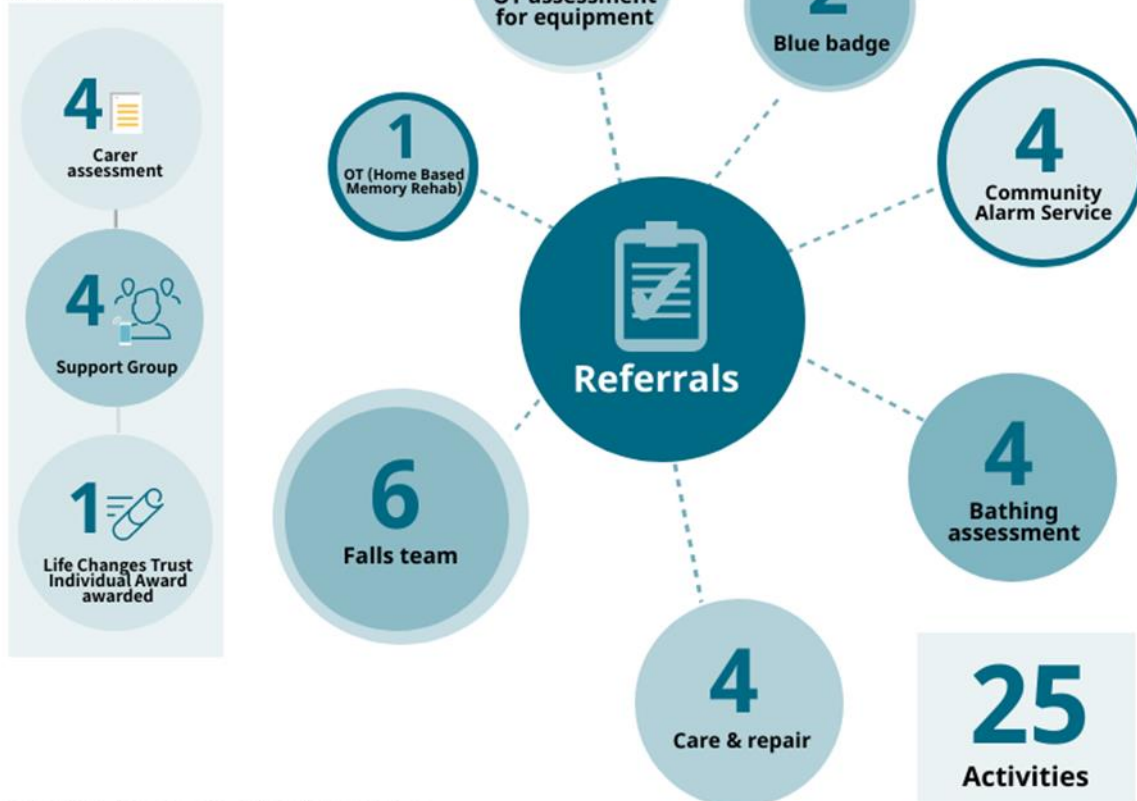 4
Carer
assessment
4
Support Group
1
Life Changes Trust
Individual Award
awarded
OT assessment
for equipment
2
Blue badge
1
OT (Home Based
Memory Rehab)
4
Community
Alarm Service
Referrals
6
Falls team
4
Bathing
assessment
4
Care & repair
25
Activities